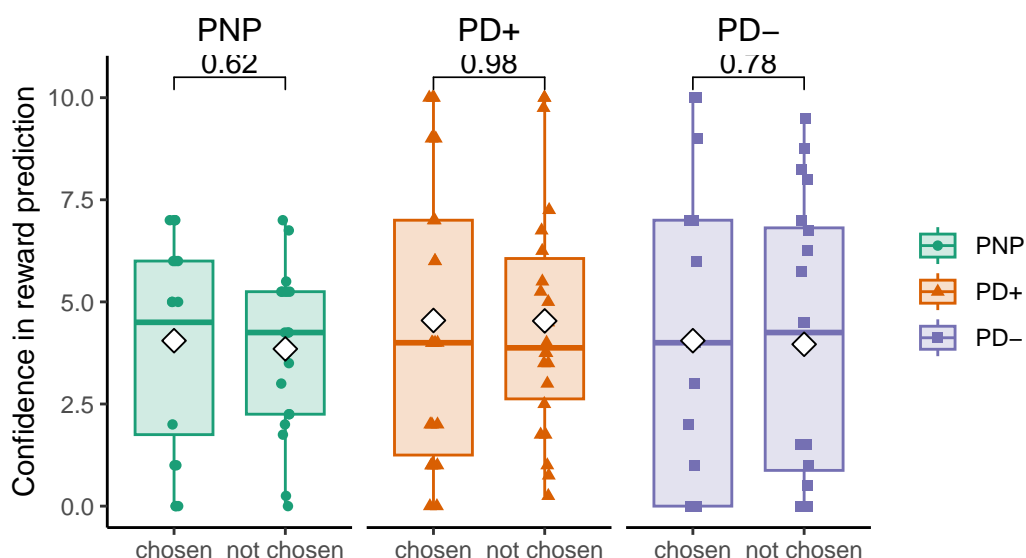 PNP PD+ PD−
0.62 0.98 0.78
Confidence in reward prediction
10.0
7.5
5.0
2.5
0.0
chosen not chosen chosen not chosen chosen not chosen
PNP
PD+
PD−